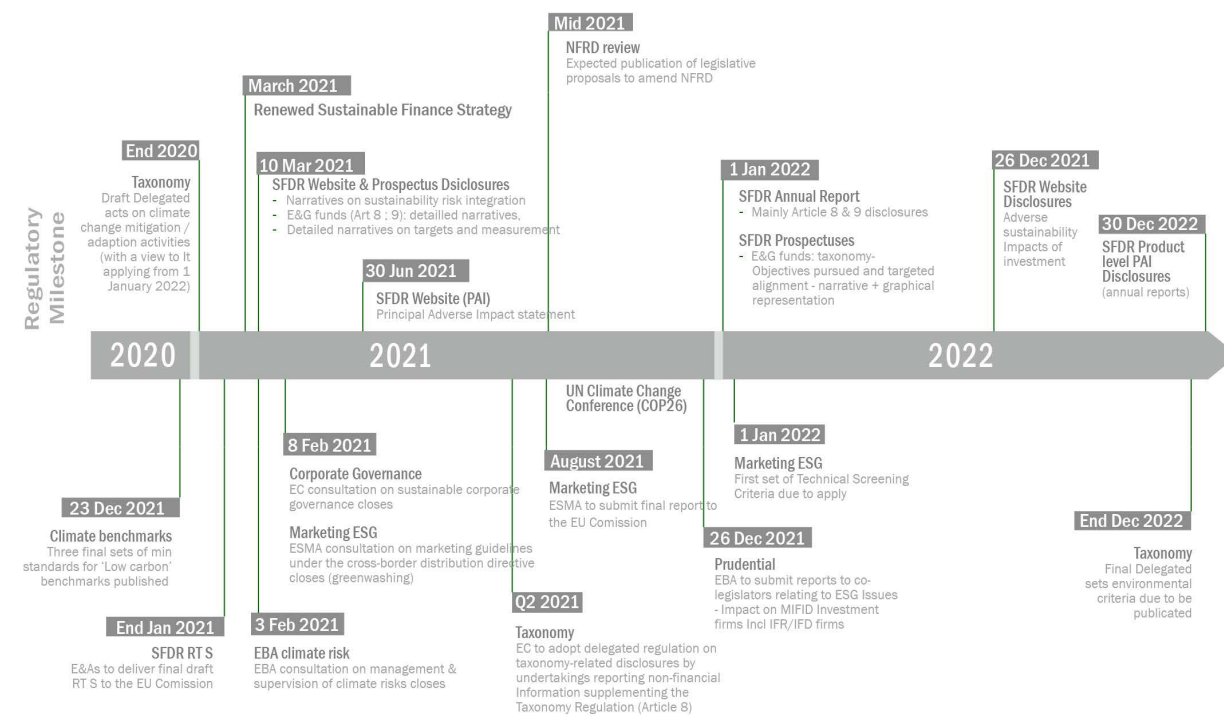 Mid 2021
NFRD review
Expected publication of legislative
proposals to amend NFRD
March 2021
Renewed Sustainable Finance Strategy
End 2020
Taxonomy
Draft Delegated
acts on climate
change mitigation /
adaption activities
(with a view to It
applying from 1
January 2022)
10 Mar 2021
SFDR Website & Prospectus Dsiclosures
- Narratives on sustainability risk integration
- E&G funds (Art 8 ; 9): detailled narratives,
- Detailed narratives on targets and measurement
30 Jun 2021
SFDR Website (PAI)
Principal Adverse Impact statement
1 Jan 2022
SFDR Annual Report
- Mainly Article 8 & 9 disclosures
SFDR Prospectuses
- E&G funds: taxonomy-
Objectives pursued and targeted
alignment - narrative + graphical
representation
26 Dec 2021
SFDR Website
Disclosures
Adverse
sustainability
Impacts of
investment
30 Dec 2022
SFDR Product
level PAI
Disclosures
(annual reports)
Regulatory
Milestone
2020
2021
2022
23 Dec 2021
Climate benchmarks
Three final sets of min
standards for 'Low carbon'
benchmarks published
End Jan 2021
SFDR RT S
E&As to deliver final draft
RT S to the EU Comission
8 Feb 2021
Corporate Governance
EC consultation on sustainable corporate
governance closes
Marketing ESG
ESMA consultation on marketing guidelines
under the cross-border distribution directive
closes (greenwashing)
3 Feb 2021
EBA climate risk
EBA consultation on management &
supervision of climate risks closes
Q2 2021
Taxonomy
EC to adopt delegated regulation on
taxonomy-related disclosures by
undertakings reporting non-financial
Information supplementing the
Taxonomy Regulation (Article 8)
UN Climate Change
Conference (COP26)
August 2021
Marketing ESG
ESMA to submit final report to
the EU Comission
26 Dec 2021
Prudential
EBA to submit reports to co-
legislators relating to ESG Issues
- Impact on MIFID Investment
firms Incl IFR/IFD firms
1 Jan 2022
Marketing ESG
First set of Technical Screening
Criteria due to apply
End Dec 2022
Taxonomy
Final Delegated
sets environmental
criteria due to be
publicated